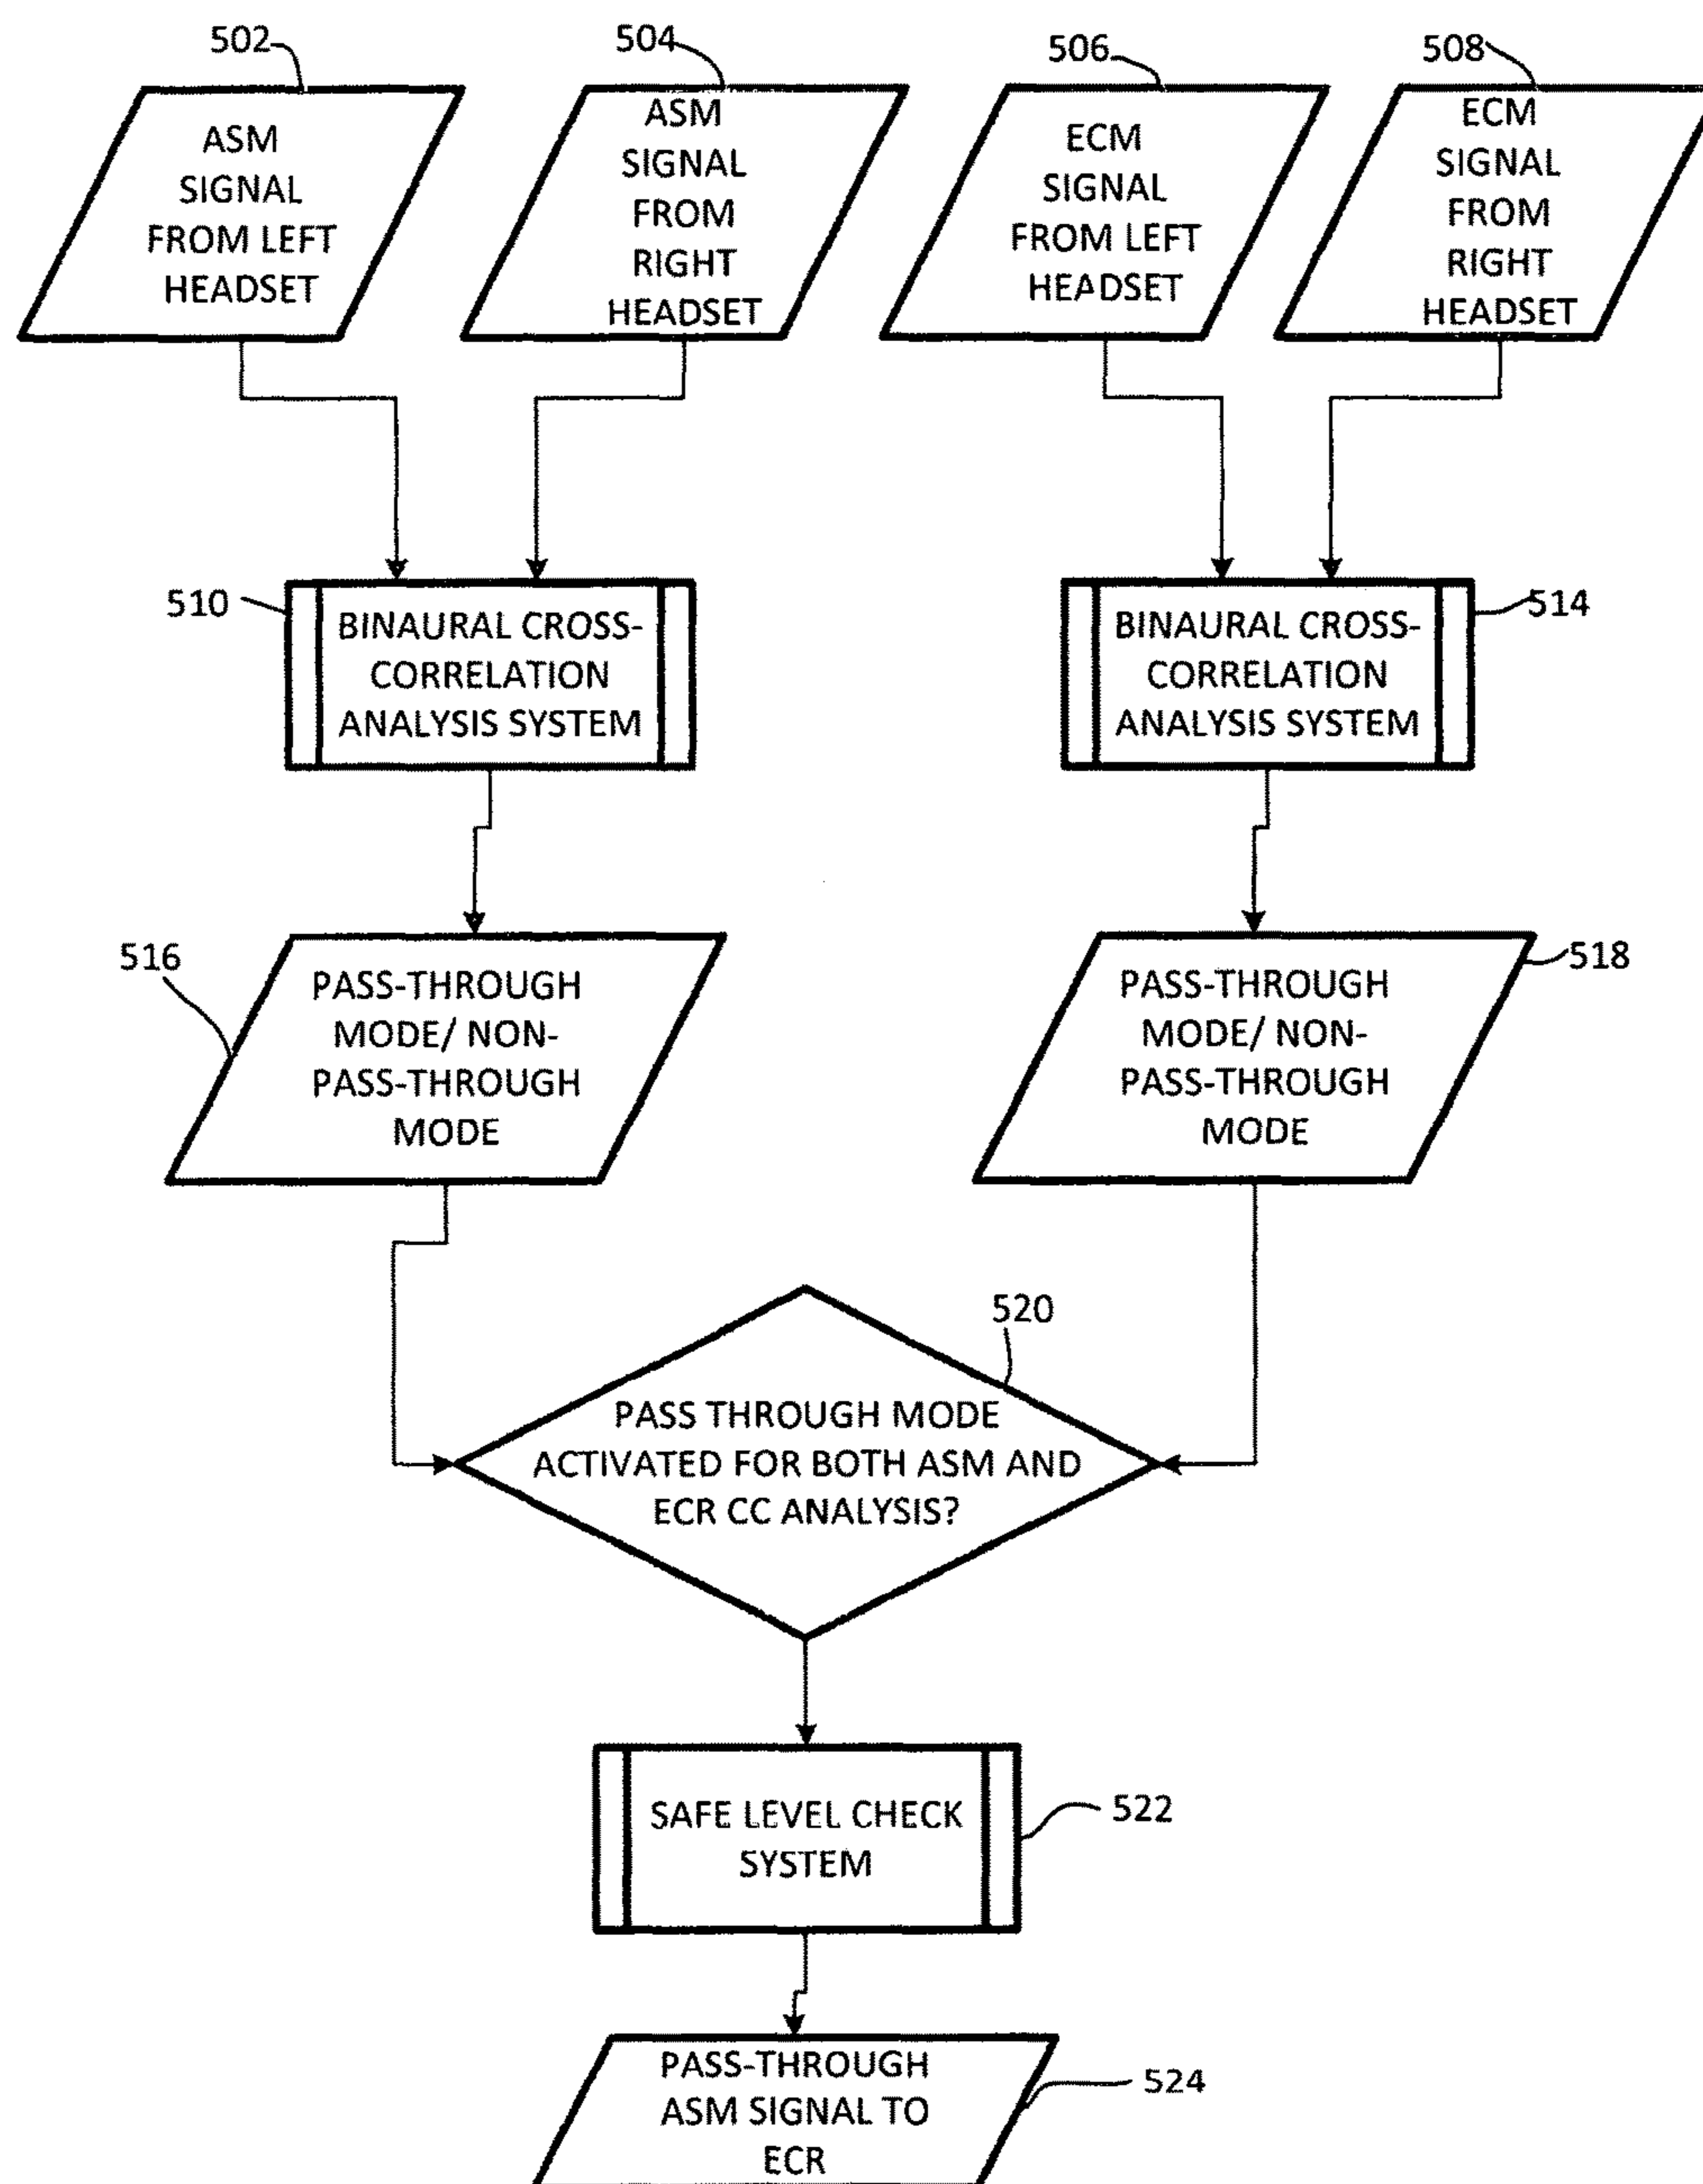 502
504
506
508
ASM
SIGNAL
FROM LEFT
HEADSET
ASM
SIGNAL
FROM
RIGHT
HEADSET
ECM
SIGNAL
FROM LEFT
HEADSET
ECM
SIGNAL
FROM
RIGHT
HEADSET
510
BINAURAL CROSS-
CORRELATION
ANALYSIS SYSTEM
BINAURAL CROSS-
CORRELATION
ANALYSIS SYSTEM
514
516
PASS-THROUGH
MODE/ NON-
PASS-THROUGH
MODE
PASS-THROUGH
MODE/ NON-
PASS-THROUGH
MODE
518
520
PASS THROUGH MODE
ACTIVATED FOR BOTH ASM AND
ECR CC ANALYSIS?
SAFE LEVEL CHECK
SYSTEM
522
PASS-THROUGH
ASM SIGNAL TO
ECR
524